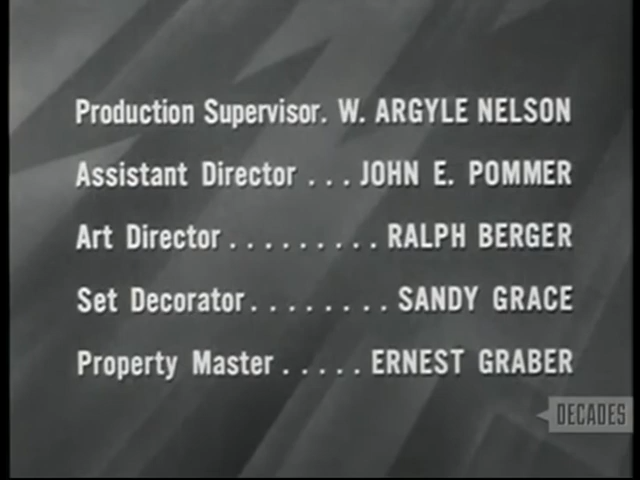 Production Supervisor. W. ARGYLE NELSON
Assistant Director . . . JOHN E. POMMER
Art Director . . . . . . . . . RALPH BERGER
Set Decorator . . . . . . . . SANDY GRACE
Property Master . . . . . ERNEST GRABER
DECADES